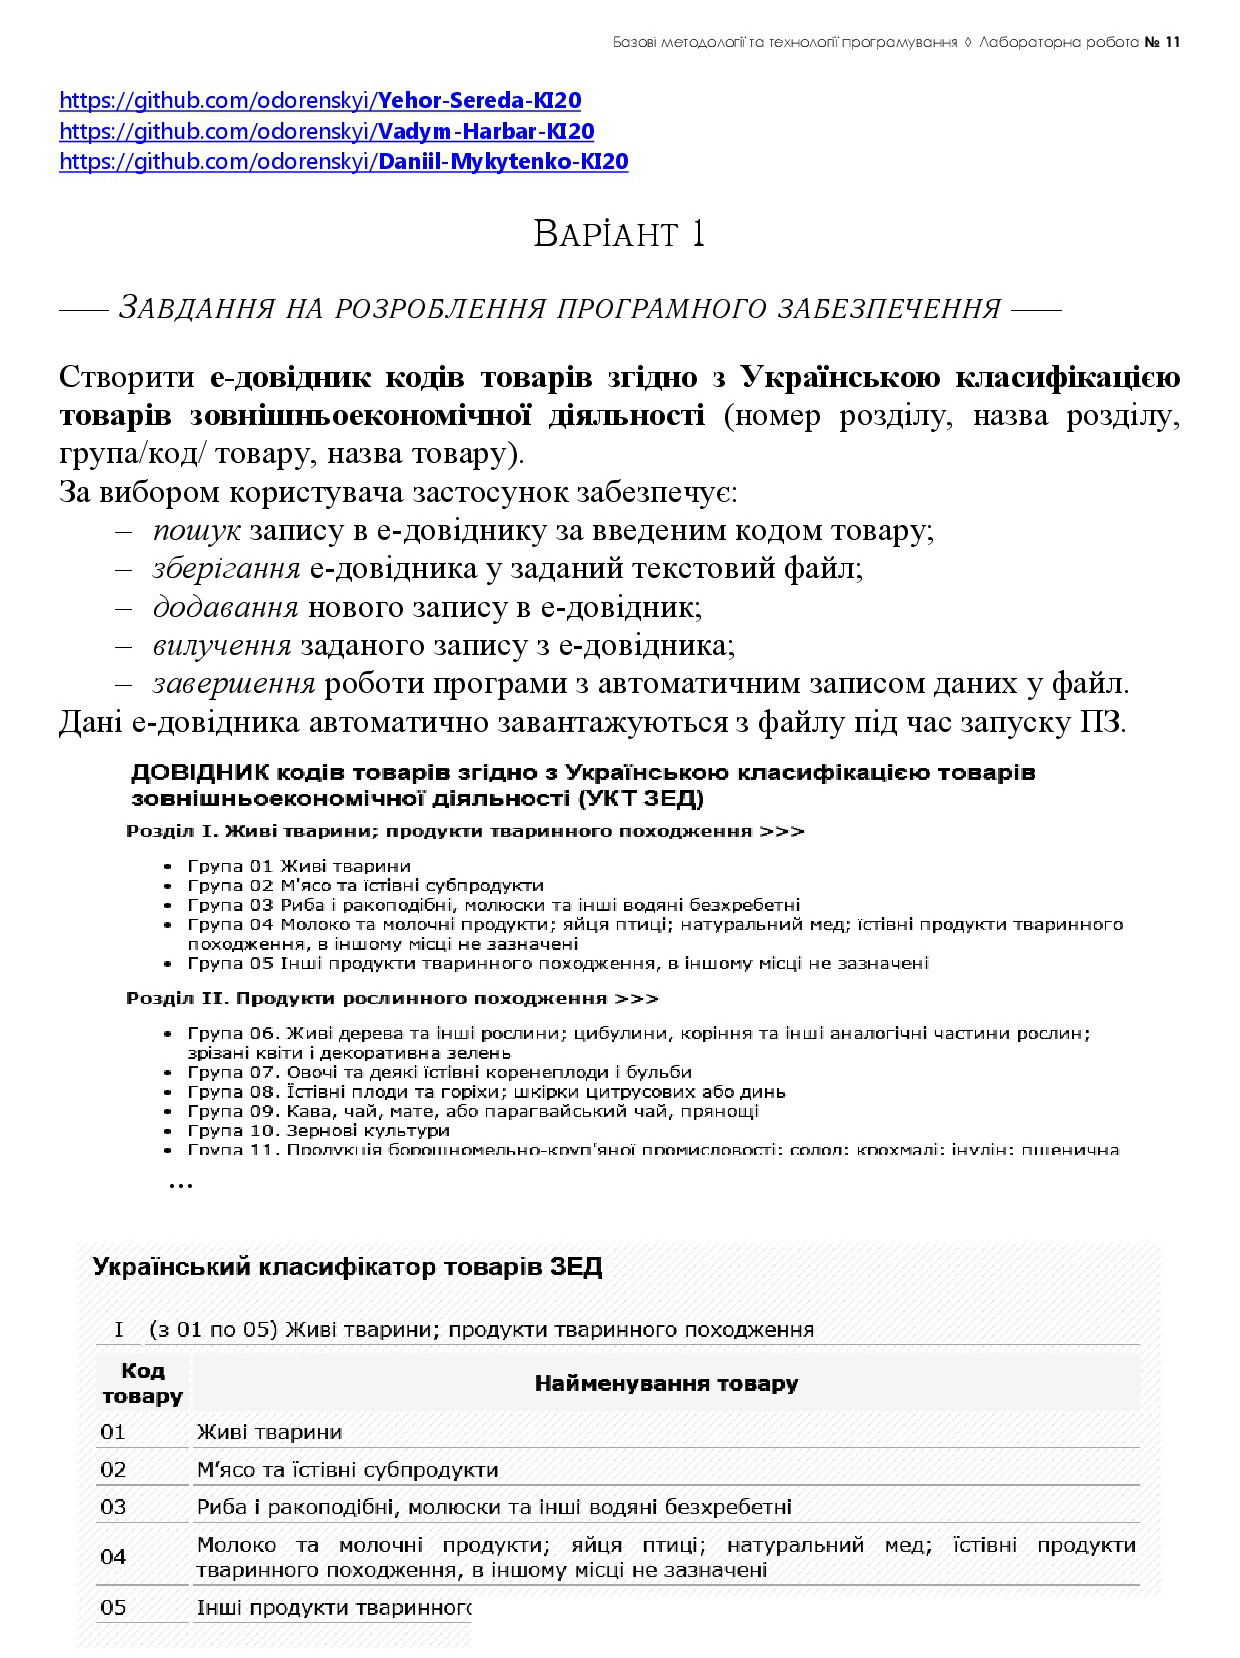 Базові методології та технології програмування ◊ Лабораторна робота № 11
https://github.com/odorenskyi/Yehor-Sereda-KI20
https://github.com/odorenskyi/Vadym-Harbar-KI20
https://github.com/odorenskyi/Daniil-Mykytenko-KI20
ВАРІАНТ 1
—— ЗАВДАННЯ НА РОЗРОБЛЕННЯ ПРОГРАМНОГО ЗАБЕЗПЕЧЕННЯ ——
Створити е-довідник кодів товарів згідно з Українською класифікацією
товарів зовнішньоекономічної діяльності (номер розділу, назва розділу,
група/код/ товару, назва товару).
За вибором користувача застосунок забезпечує:
– пошук запису в е-довіднику за введеним кодом товару;
– зберігання е-довідника у заданий текстовий файл;
– додавання нового запису в е-довідник;
– вилучення заданого запису з е-довідника;
– завершення роботи програми з автоматичним записом даних у файл.
Дані е-довідника автоматично завантажуються з файлу під час запуску ПЗ.
ДОВІДНИК кодів товарів згідно з Українською класифікацією товарів
зовнішньоекономічної діяльності (УКТ ЗЕД)
Розділ I. Живі тварини; продукти тваринного походження >>>
• Група 01 Живі тварини
• Група 02 М'ясо та їстівні субпродукти
• Група 03 Риба і ракоподібні, молюски та інші водяні безхребетні
• Група 04 Молоко та молочні продукти; яйця птиці; натуральний мед; їстівні продукти тваринного
походження, в іншому місці не зазначені
• Група 05 Інші продукти тваринного походження, в іншому місці не зазначені
Розділ II. Продукти рослинного походження >>>
• Група 06. Живі дерева та інші рослини; цибулини, коріння та інші аналогічні частини рослин;
зрізані квіти і декоративна зелень
• Група 07. Овочі та деякі їстівні коренеплоди і бульби
• Група 08. Їстівні плоди та горіхи; шкірки цитрусових або динь
• Група 09. Кава, чай, мате, або парагвайський чай, прянощі
• Група 10. Зернові культури
• Група 11. Продукція борошномельно-круп'яної промисловості; солод; крохмалі; інулін; пшенична
...
Український класифікатор товарів ЗЕД
I (з 01 по 05) Живі тварини; продукти тваринного походження
Код
товару
Найменування товару
01 Живі тварини
02 М’ясо та їстівні субпродукти
03 Риба і ракоподібні, молюски та інші водяні безхребетні
04 Молоко та молочні продукти; яйця птиці; натуральний мед; їстівні продукти
тваринного походження, в іншому місці не зазначені
05 Інші продукти тваринного